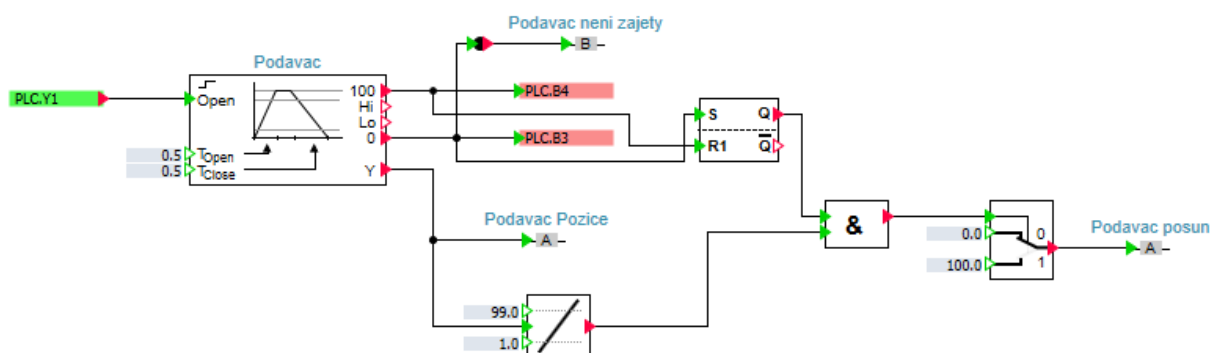 Podavac neni zajety
B
Podavac
PLC.Y1
Open
100
Hi
Lo
0
PLC.B4
PLC.B3
S
Q
R1
Q̅
0.5
TOpen
0.5
TClose
Y
Podavac Pozice
A
&
0.0
0
100.0
1
Podavac posun
A
99.0
1.0